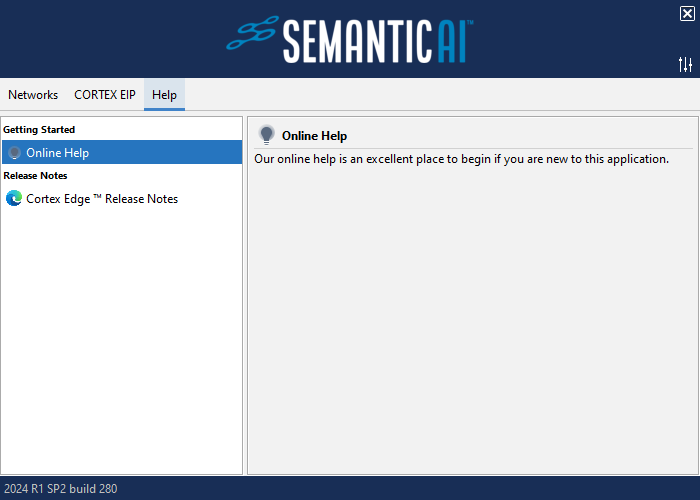 SEMANTIC AI™
Networks CORTEX EIP Help
Getting Started
Online Help
Release Notes
Cortex Edge ™ Release Notes
Online Help
Our online help is an excellent place to begin if you are new to this application.
2024 R1 SP2 build 280